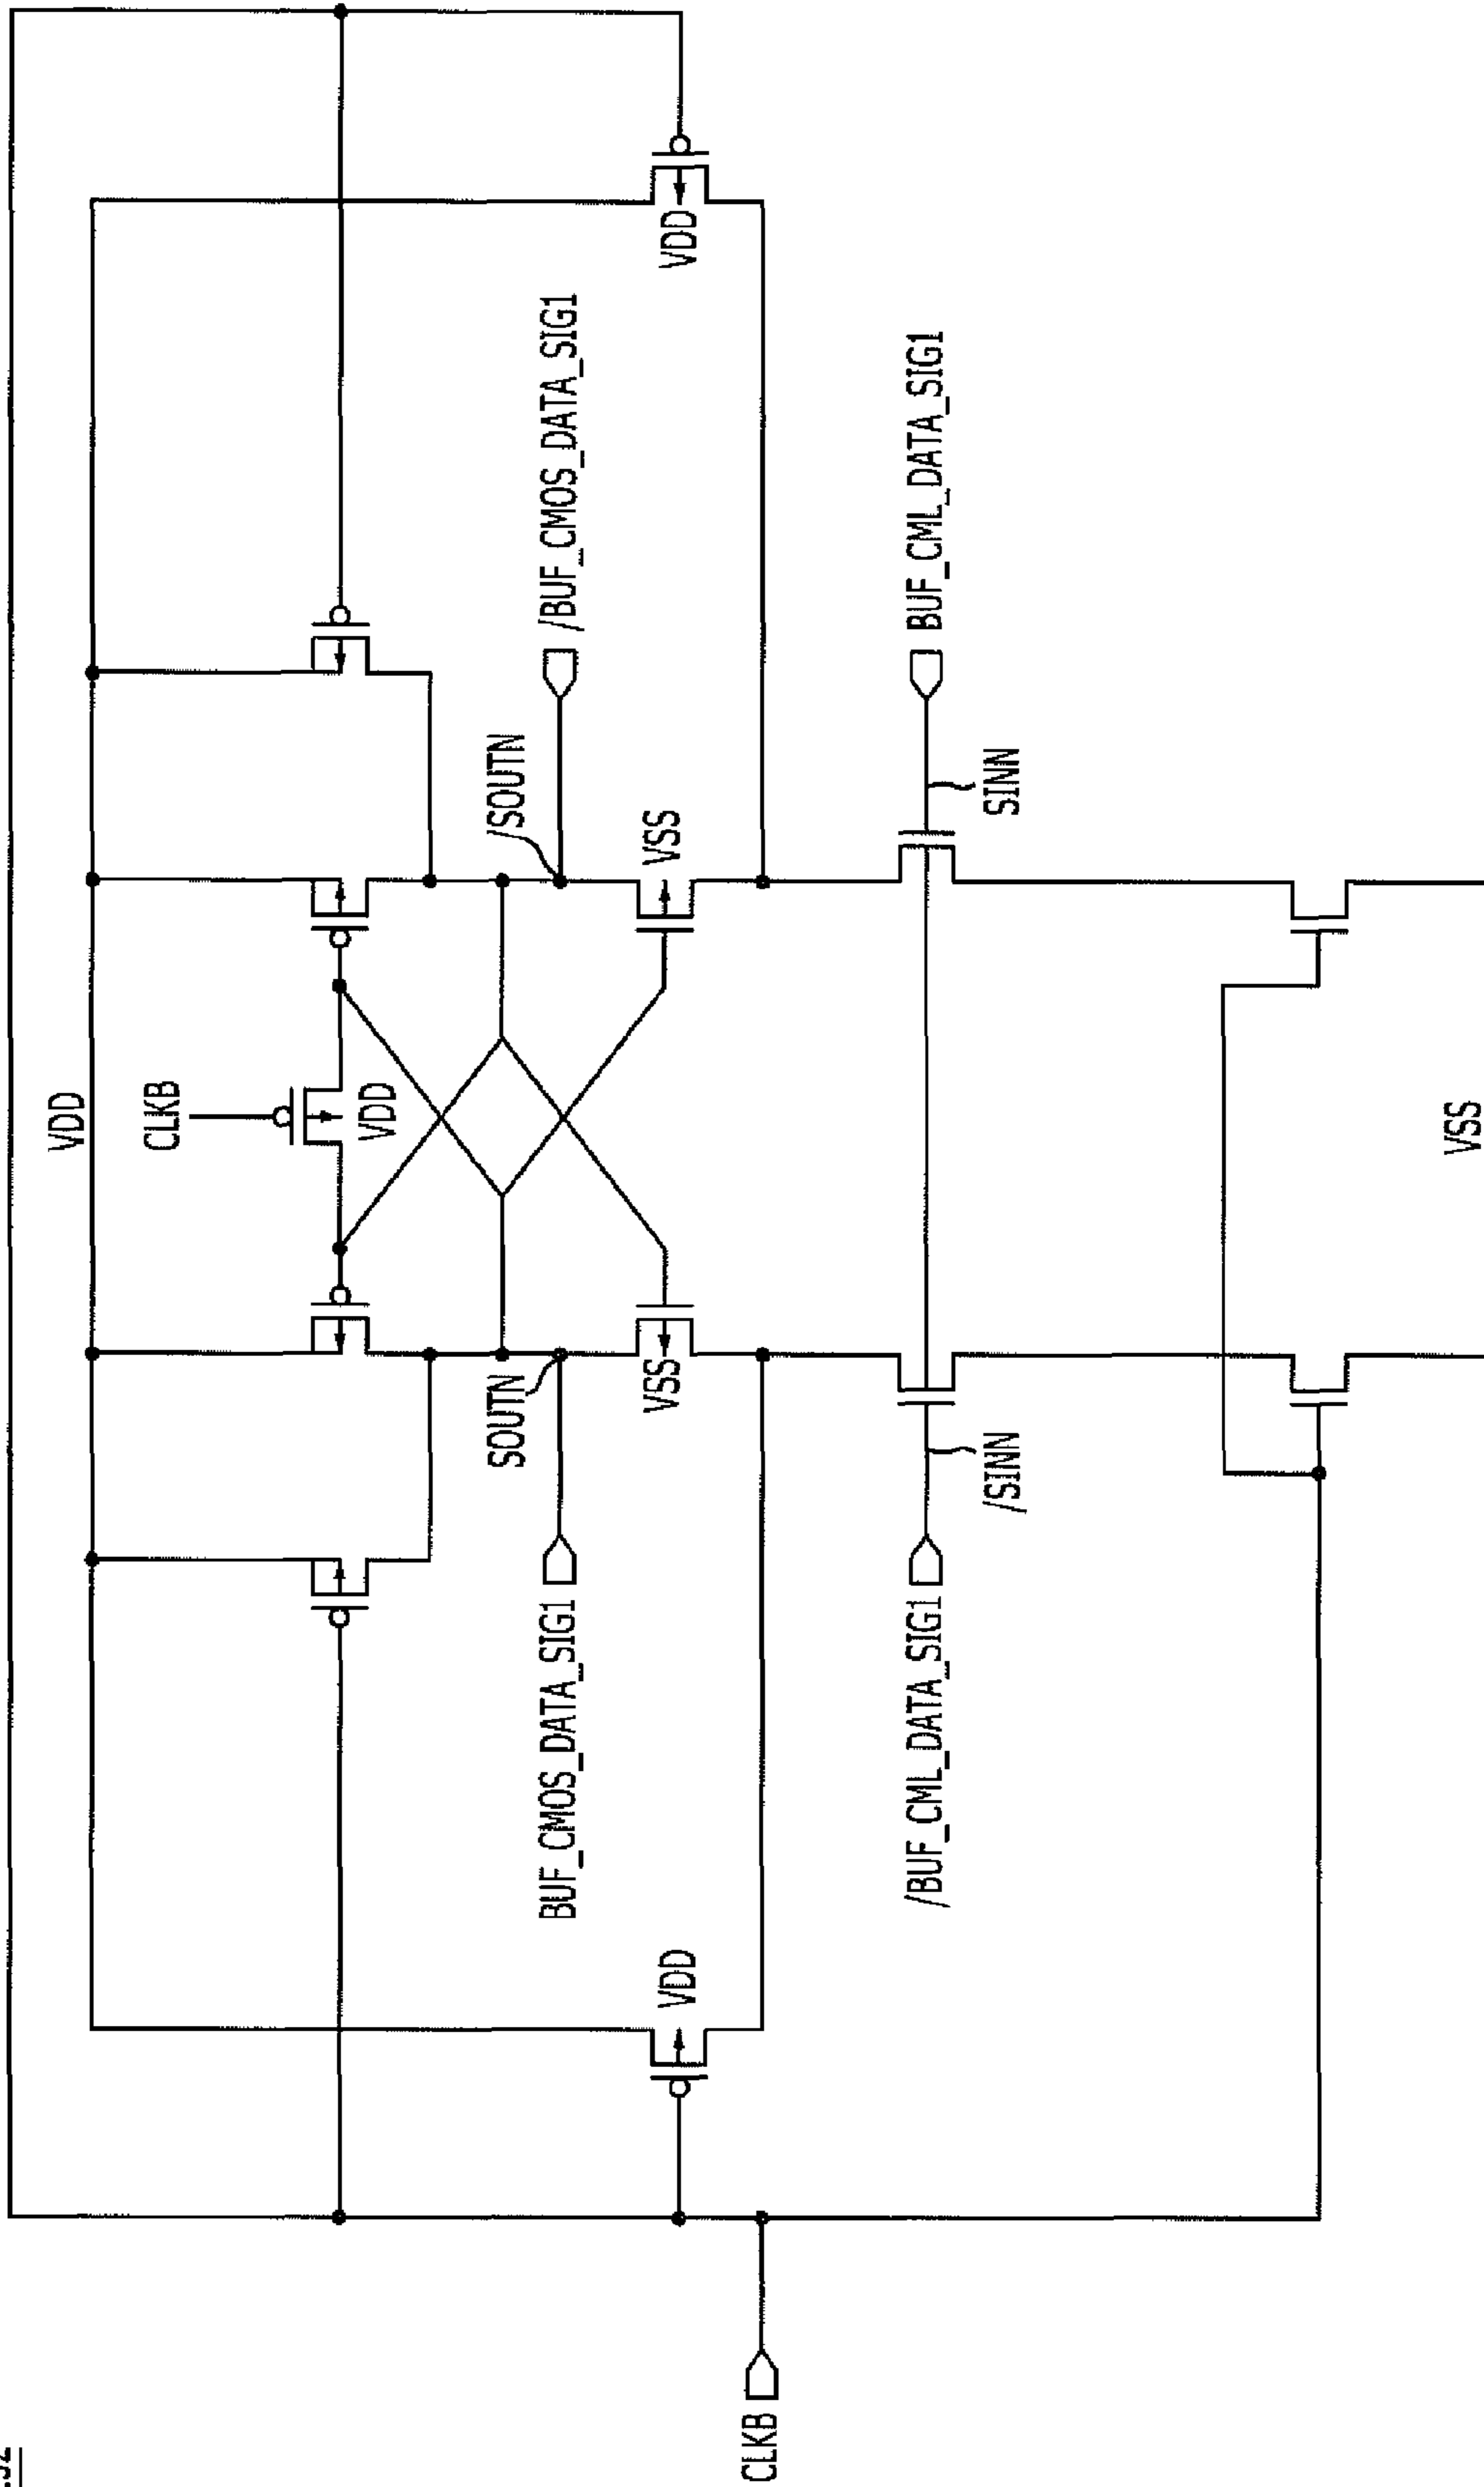 VDD
CLKB
VDD
/SOUTN
/BUF_CMOS_DATA_SIG1
SOUTN
BUF_CMOS_DATA_SIG1
VSS
VSS
VDD
VDD
CLKB
/BUF_CML_DATA_SIG1
BUF_CML_DATA_SIG1
/SINN
SINN
VSS